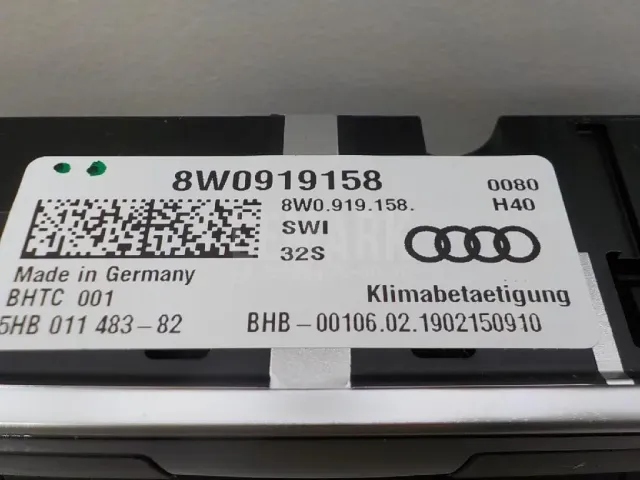 8W0919158
0080
8W0.919.158.
H40
SWI
32S
Made in Germany
BHTC 001
Klimabetaetigung
5HB 011 483-82
BHB-00106.02.1902150910